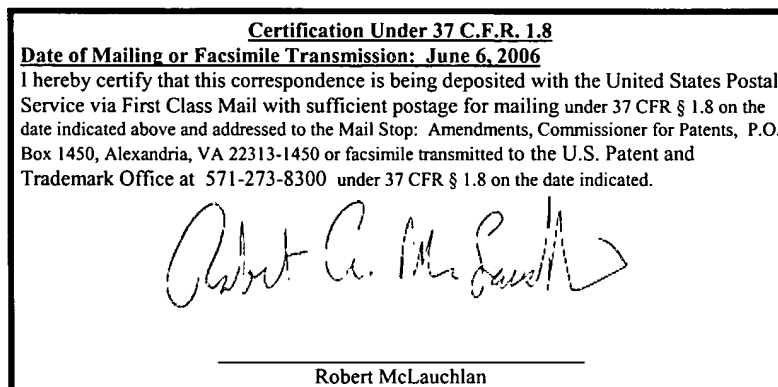 Certification Under 37 C.F.R. 1.8
Date of Mailing or Facsimile Transmission: June 6, 2006
I hereby certify that this correspondence is being deposited with the United States Postal
Service via First Class Mail with sufficient postage for mailing under 37 CFR § 1.8 on the
date indicated above and addressed to the Mail Stop: Amendments, Commissioner for Patents, P.O.
Box 1450, Alexandria, VA 22313-1450 or facsimile transmitted to the U.S. Patent and
Trademark Office at 571-273-8300 under 37 CFR § 1.8 on the date indicated.
Robert McLauchlan